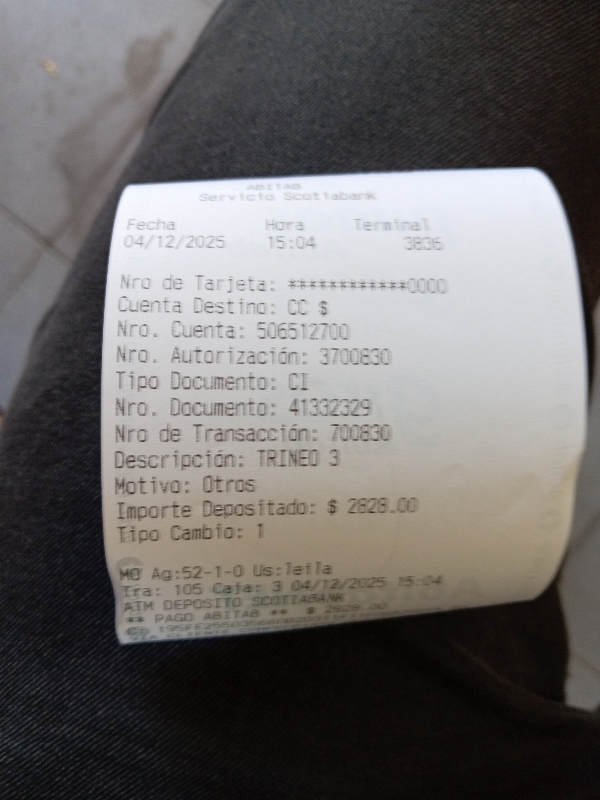 ABITAB
Servicio Scotiabank
Fecha Hora Terminal
04/12/2025 15:04 3836
Nro de Tarjeta: ************0000
Cuenta Destino: CC $
Nro. Cuenta: 506512700
Nro. Autorización: 3700830
Tipo Documento: CI
Nro. Documento: 41332329
Nro de Transacción: 700830
Descripción: TRINEO 3
Motivo: Otros
Importe Depositado: $ 2828.00
Tipo Cambio: 1
MO Ag:52-1-0 Us:leila
Tra: 105 Caja: 3 04/12/2025 15:04
ATM DEPOSITO SCOTIABANK
** PAGO ABITAB ** $ 2828.00